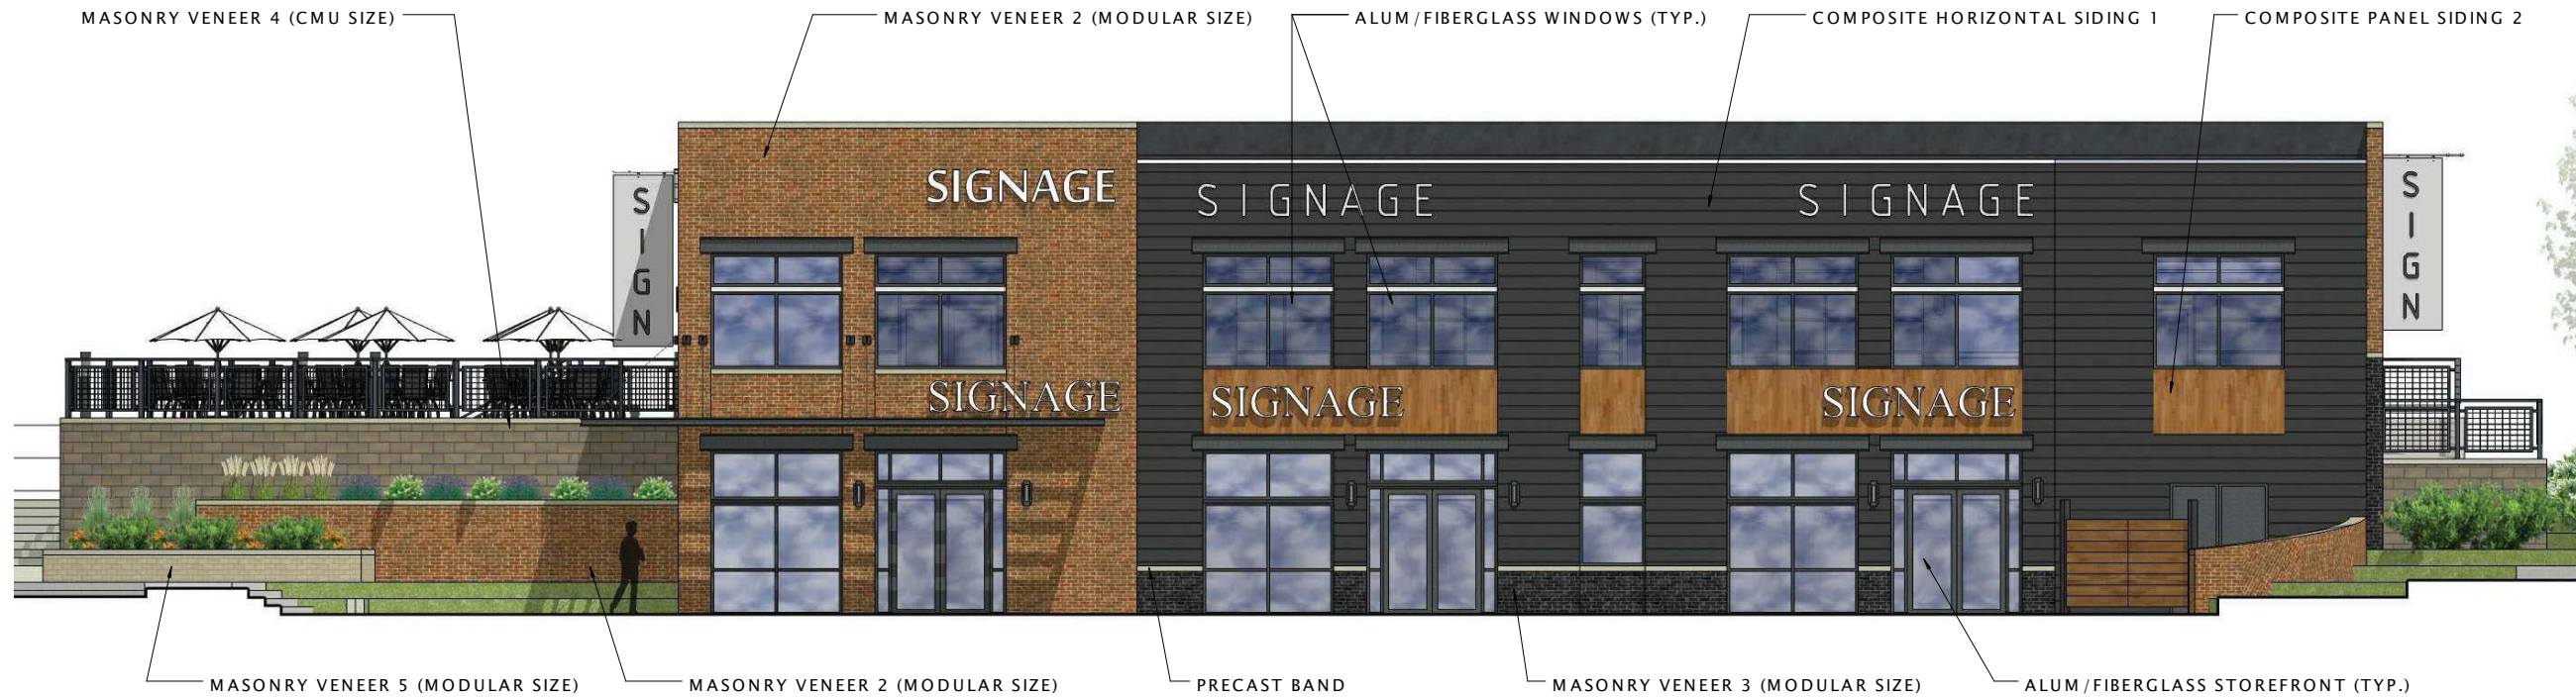 MASONRY VENEER 4 (CMU SIZE)
MASONRY VENEER 2 (MODULAR SIZE)
ALUM/FIBERGLASS WINDOWS (TYP.)
COMPOSITE HORIZONTAL SIDING 1
COMPOSITE PANEL SIDING 2
SIGN
SIGNAGE
SIGNAGE
SIGNAGE
SIGN
SIGNAGE
SIGNAGE
SIGNAGE
MASONRY VENEER 5 (MODULAR SIZE)
MASONRY VENEER 2 (MODULAR SIZE)
PRECAST BAND
MASONRY VENEER 3 (MODULAR SIZE)
ALUM/FIBERGLASS STOREFRONT (TYP.)